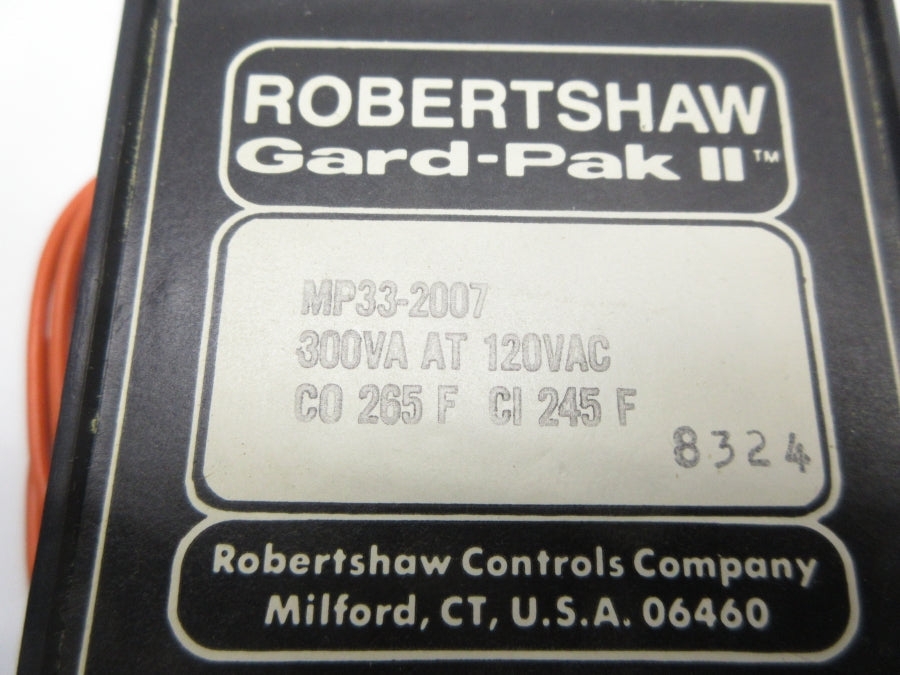 ROBERTSHAW
Gard-Pak II™
MP33-2007
300VA AT 120VAC
CO 265 F CI 245 F
8324
Robertshaw Controls Company
Milford, CT, U.S.A. 06460